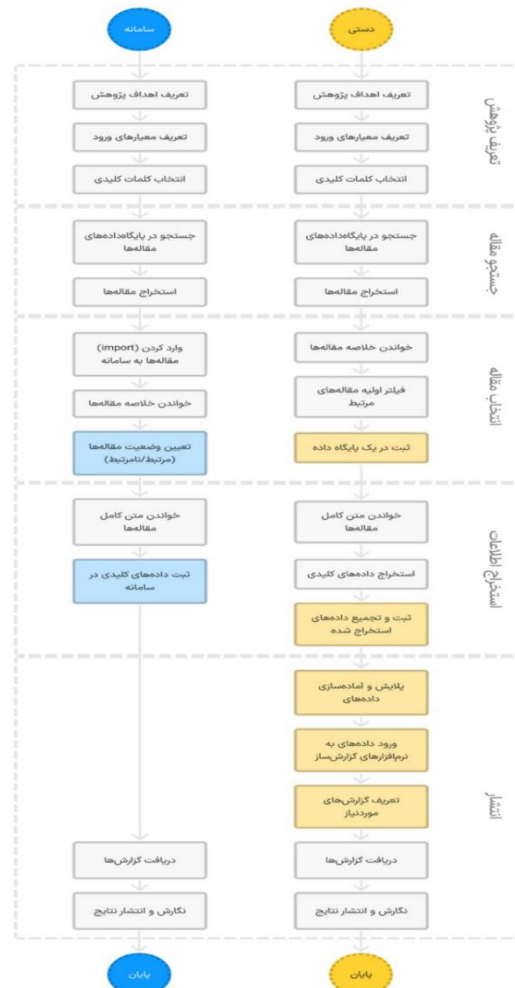 دستی
سامانه
تعریف پژوهش
تعریف اهداف پژوهش
تعریف اهداف پژوهش
تعریف معیارهای ورود
تعریف معیارهای ورود
انتخاب کلمات کلیدی
انتخاب کلمات کلیدی
جستجو مقاله
جستجو در پایگاه‌داده‌های
مقاله‌ها
جستجو در پایگاه‌داده‌های
مقاله‌ها
استخراج مقاله‌ها
استخراج مقاله‌ها
انتخاب مقاله
خواندن خلاصه مقاله‌ها
وارد کردن (import)
مقاله‌ها به سامانه
فیلتر اولیه مقاله‌های
مرتبط
خواندن خلاصه مقاله‌ها
ثبت در یک پایگاه داده
تعیین وضعیت مقاله‌ها
(مرتبط/نامرتبط)
استخراج اطلاعات
خواندن متن کامل
مقاله‌ها
خواندن متن کامل
مقاله‌ها
استخراج داده‌های کلیدی
ثبت داده‌های کلیدی در
سامانه
ثبت و تجمیع داده‌های
استخراج شده
انتشار
پلایش و آماده‌سازی
داده‌های
ورود داده‌های به
نرم‌افزارهای گزارش‌ساز
تعریف گزارش‌های
موردنیاز
دریافت گزارش‌ها
دریافت گزارش‌ها
نگارش و انتشار نتایج
نگارش و انتشار نتایج
پایان
پایان